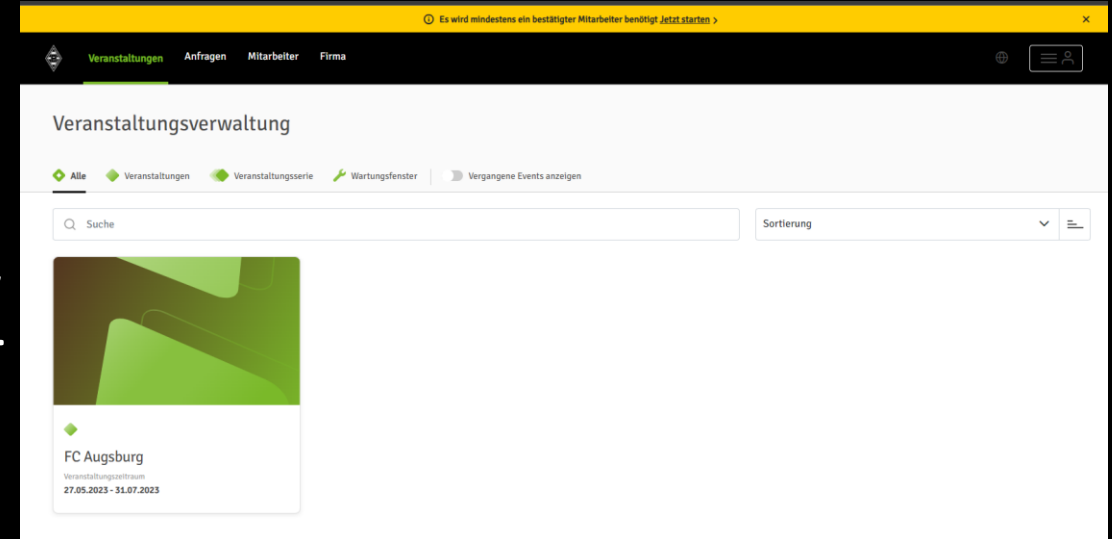 Es wird mindestens ein bestätigter Mitarbeiter benötigt Jetzt starten >
Veranstaltungen Anfragen Mitarbeiter Firma
Veranstaltungsverwaltung
Alle Veranstaltungen Veranstaltungsserie Wartungsfenster Vergangene Events anzeigen
Suche Sortierung
FC Augsburg
Veranstaltungszeitraum
27.05.2023 - 31.07.2023